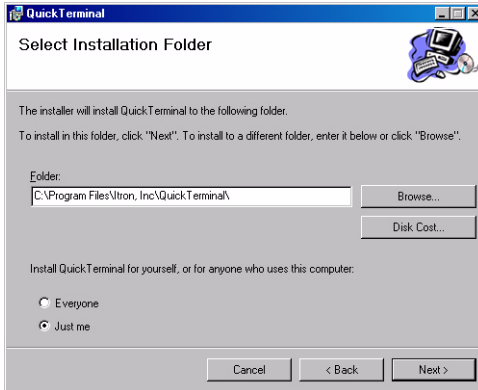 QuickTerminal
Select Installation Folder
The installer will install QuickTerminal to the following folder.
To install in this folder, click "Next". To install to a different folder, enter it below or click "Browse".
Folder:
C:\Program Files\Itron, Inc\QuickTerminal\
Browse...
Disk Cost...
Install QuickTerminal for yourself, or for anyone who uses this computer:
Everyone
Just me
Cancel
< Back
Next >